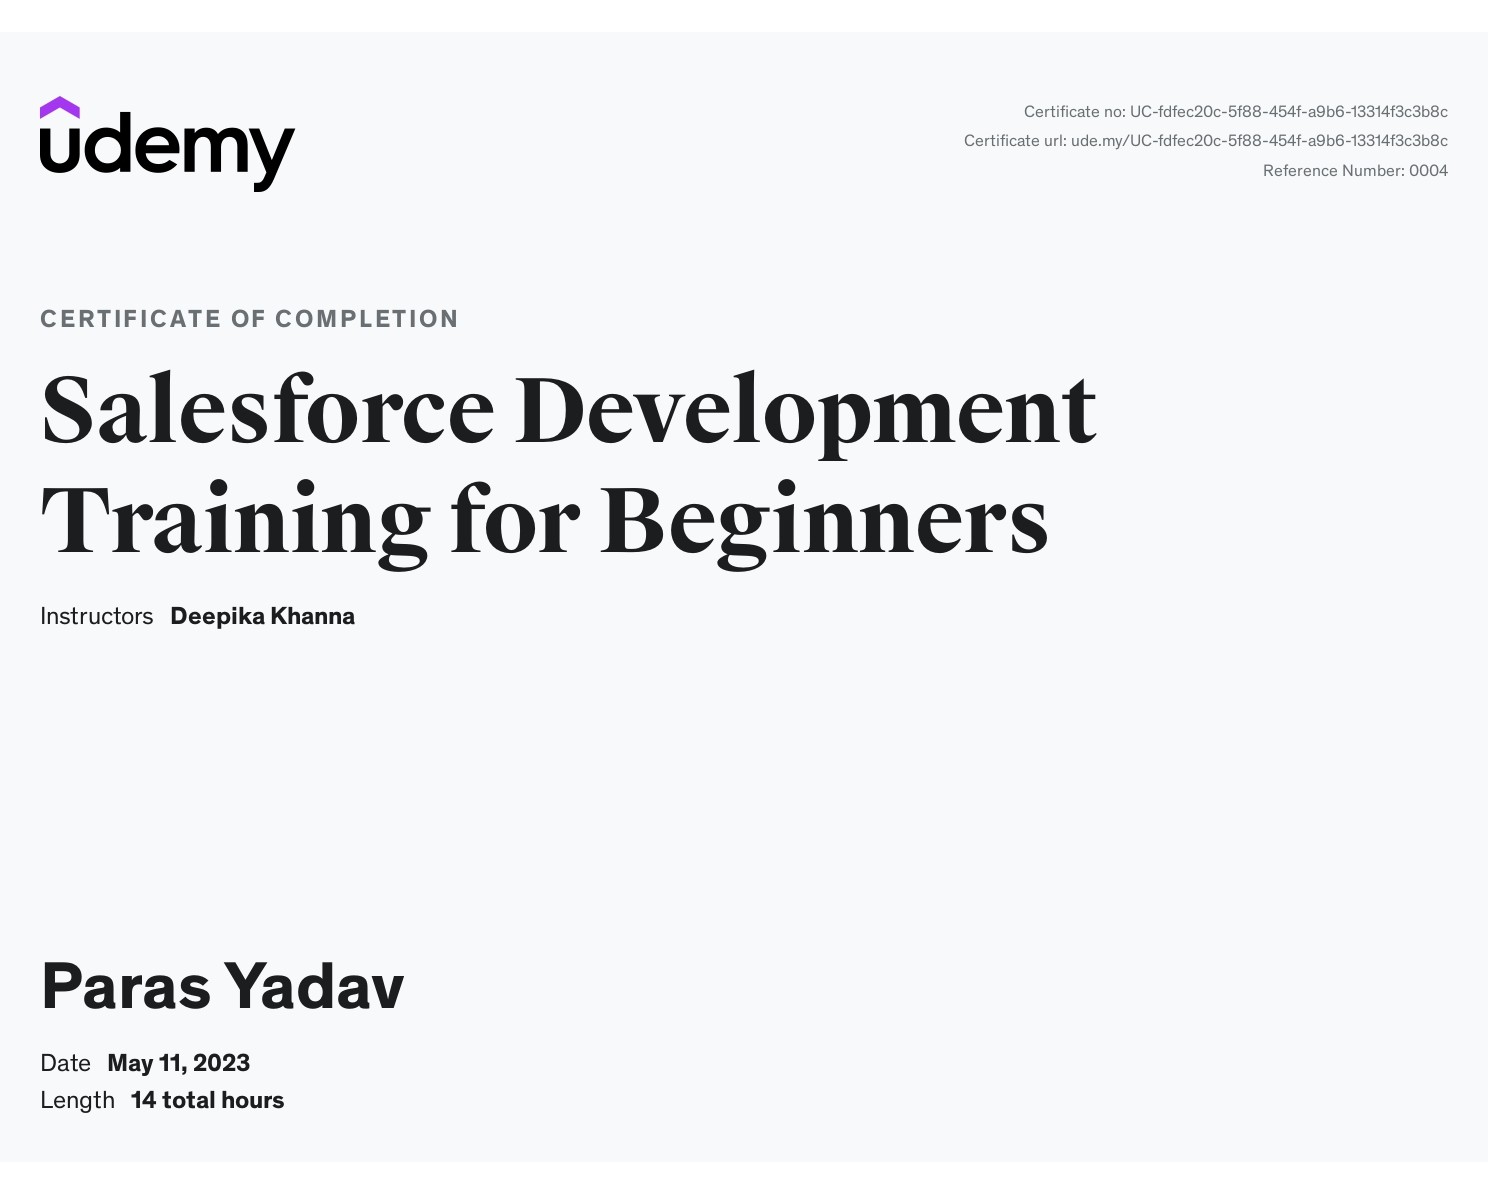 udemy
Certificate no: UC-fdfec20c-5f88-454f-a9b6-13314f3c3b8c
Certificate url: ude.my/UC-fdfec20c-5f88-454f-a9b6-13314f3c3b8c
Reference Number: 0004
CERTIFICATE OF COMPLETION
Salesforce Development
Training for Beginners
Instructors Deepika Khanna
Paras Yadav
Date May 11, 2023
Length 14 total hours